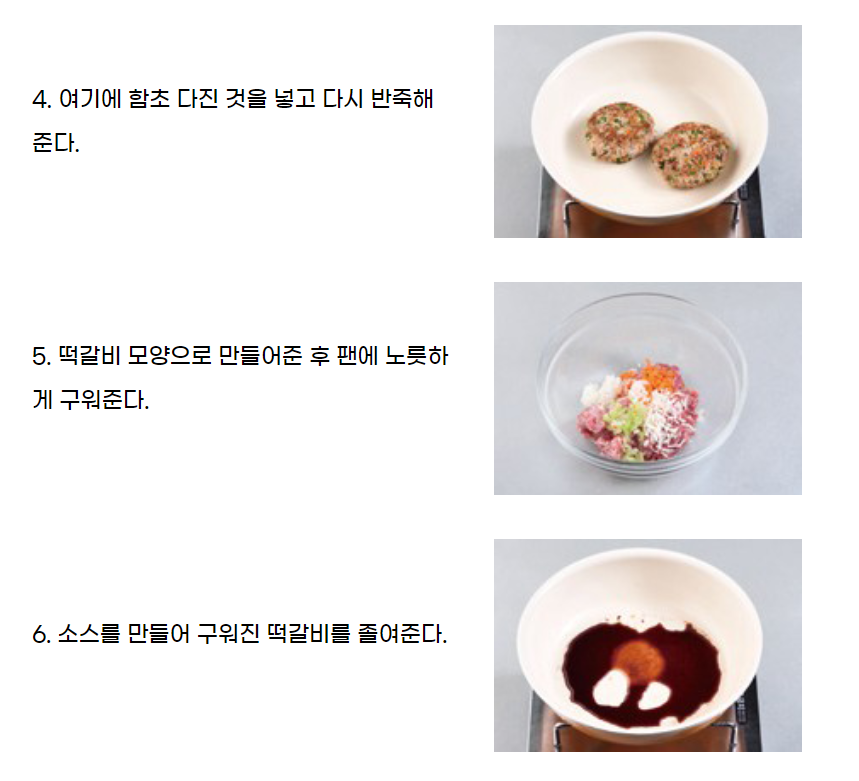 4. 여기에 함초 다진 것을 넣고 다시 반죽해
준다.
5. 떡갈비 모양으로 만들어준 후 팬에 노릇하
게 구워준다.
6. 소스를 만들어 구워진 떡갈비를 졸여준다.